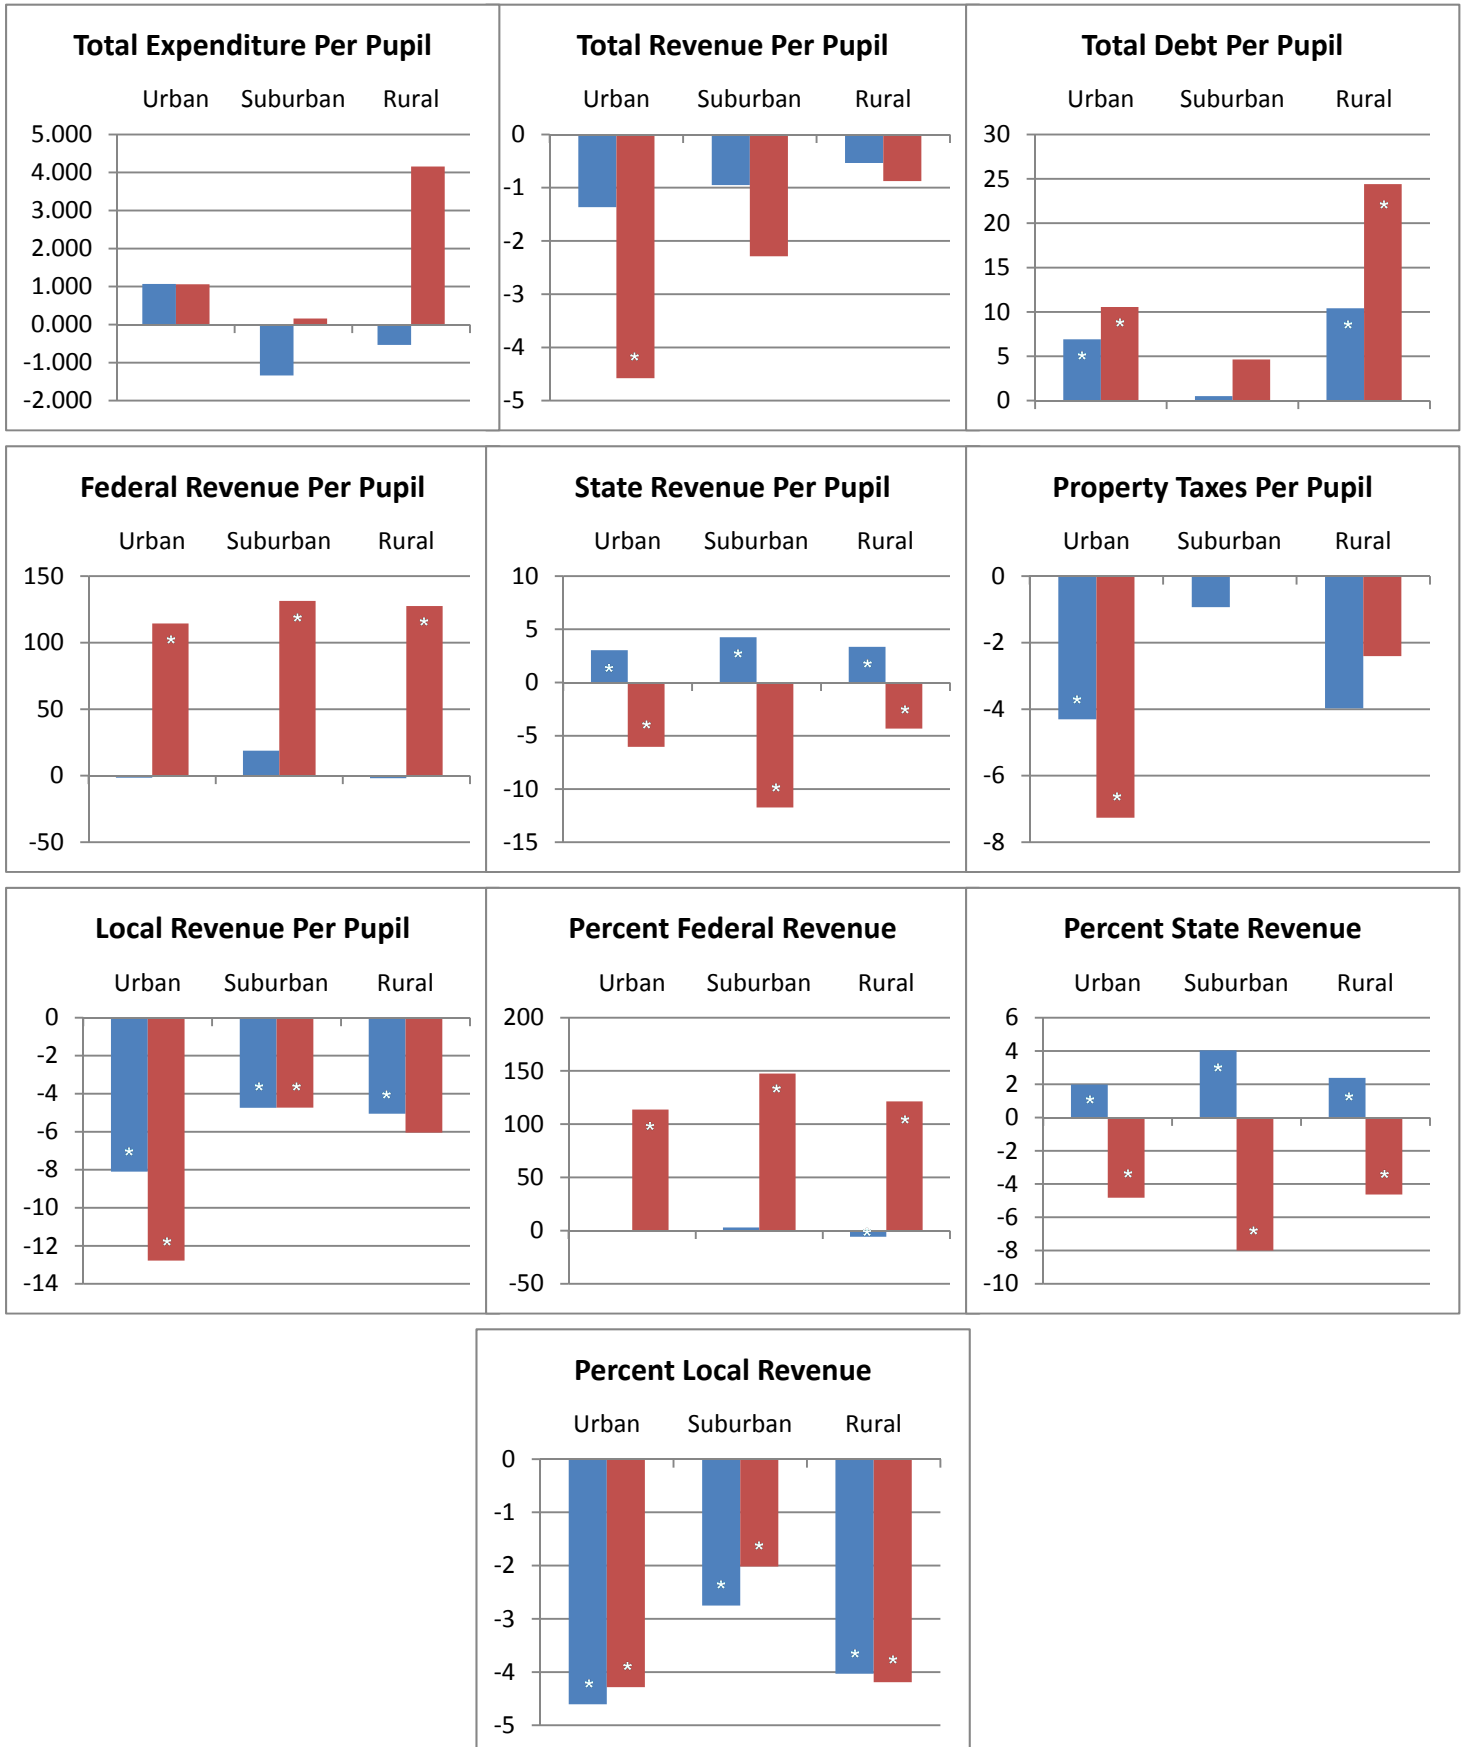 Total Expenditure Per Pupil
Urban Suburban Rural
5.000
4.000
3.000
2.000
1.000
0.000
-1.000
-2.000
Total Revenue Per Pupil
Urban Suburban Rural
0
-1
-2
-3
-4
-5
*
Total Debt Per Pupil
Urban Suburban Rural
30
25
20
15
10
5
0
* * * *
Federal Revenue Per Pupil
Urban Suburban Rural
150
100
50
0
-50
* * *
State Revenue Per Pupil
Urban Suburban Rural
10
5
0
-5
-10
-15
* * * * * *
Property Taxes Per Pupil
Urban Suburban Rural
0
-2
-4
-6
-8
* *
Local Revenue Per Pupil
Urban Suburban Rural
0
-2
-4
-6
-8
-10
-12
-14
* * * * *
Percent Federal Revenue
Urban Suburban Rural
200
150
100
50
0
-50
* * * *
Percent State Revenue
Urban Suburban Rural
6
4
2
0
-2
-4
-6
-8
-10
* * * * * *
Percent Local Revenue
Urban Suburban Rural
0
-1
-2
-3
-4
-5
* * * * * *